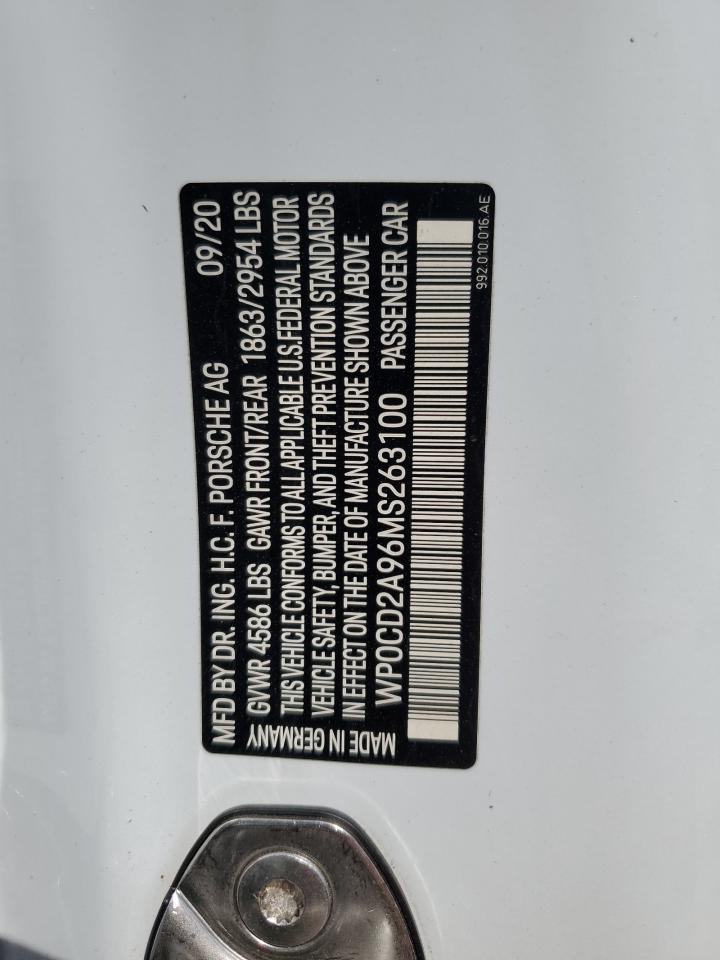 MFD BY DR. ING. H.C. F. PORSCHE AG 09/20
GVWR 4586 LBS GAWR FRONT/REAR 1863/2954 LBS
THIS VEHICLE CONFORMS TO ALL APPLICABLE U.S. FEDERAL MOTOR
VEHICLE SAFETY, BUMPER, AND THEFT PREVENTION STANDARDS
IN EFFECT ON THE DATE OF MANUFACTURE SHOWN ABOVE
WP0CD2A96MS263100 PASSENGER CAR
MADE IN GERMANY
992.010.016.AE